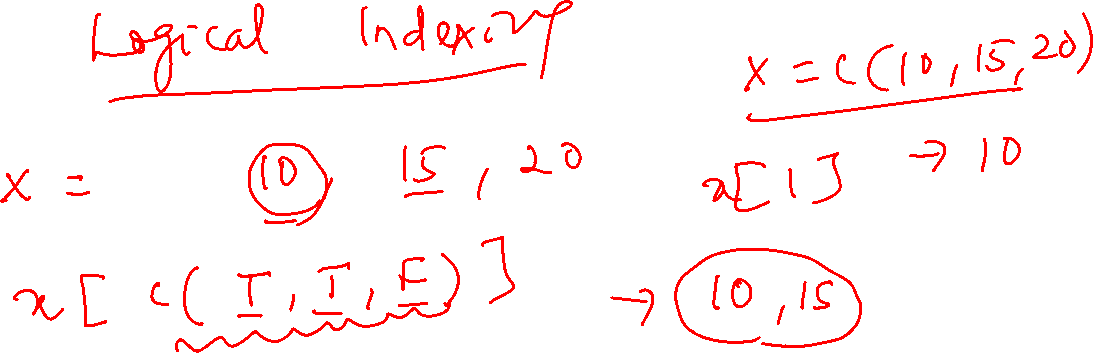 Logical Indexing
x = c(10, 15, 20)
x = 10, 15, 20
x[1] → 10
x[c(T, T, F)] → 10, 15